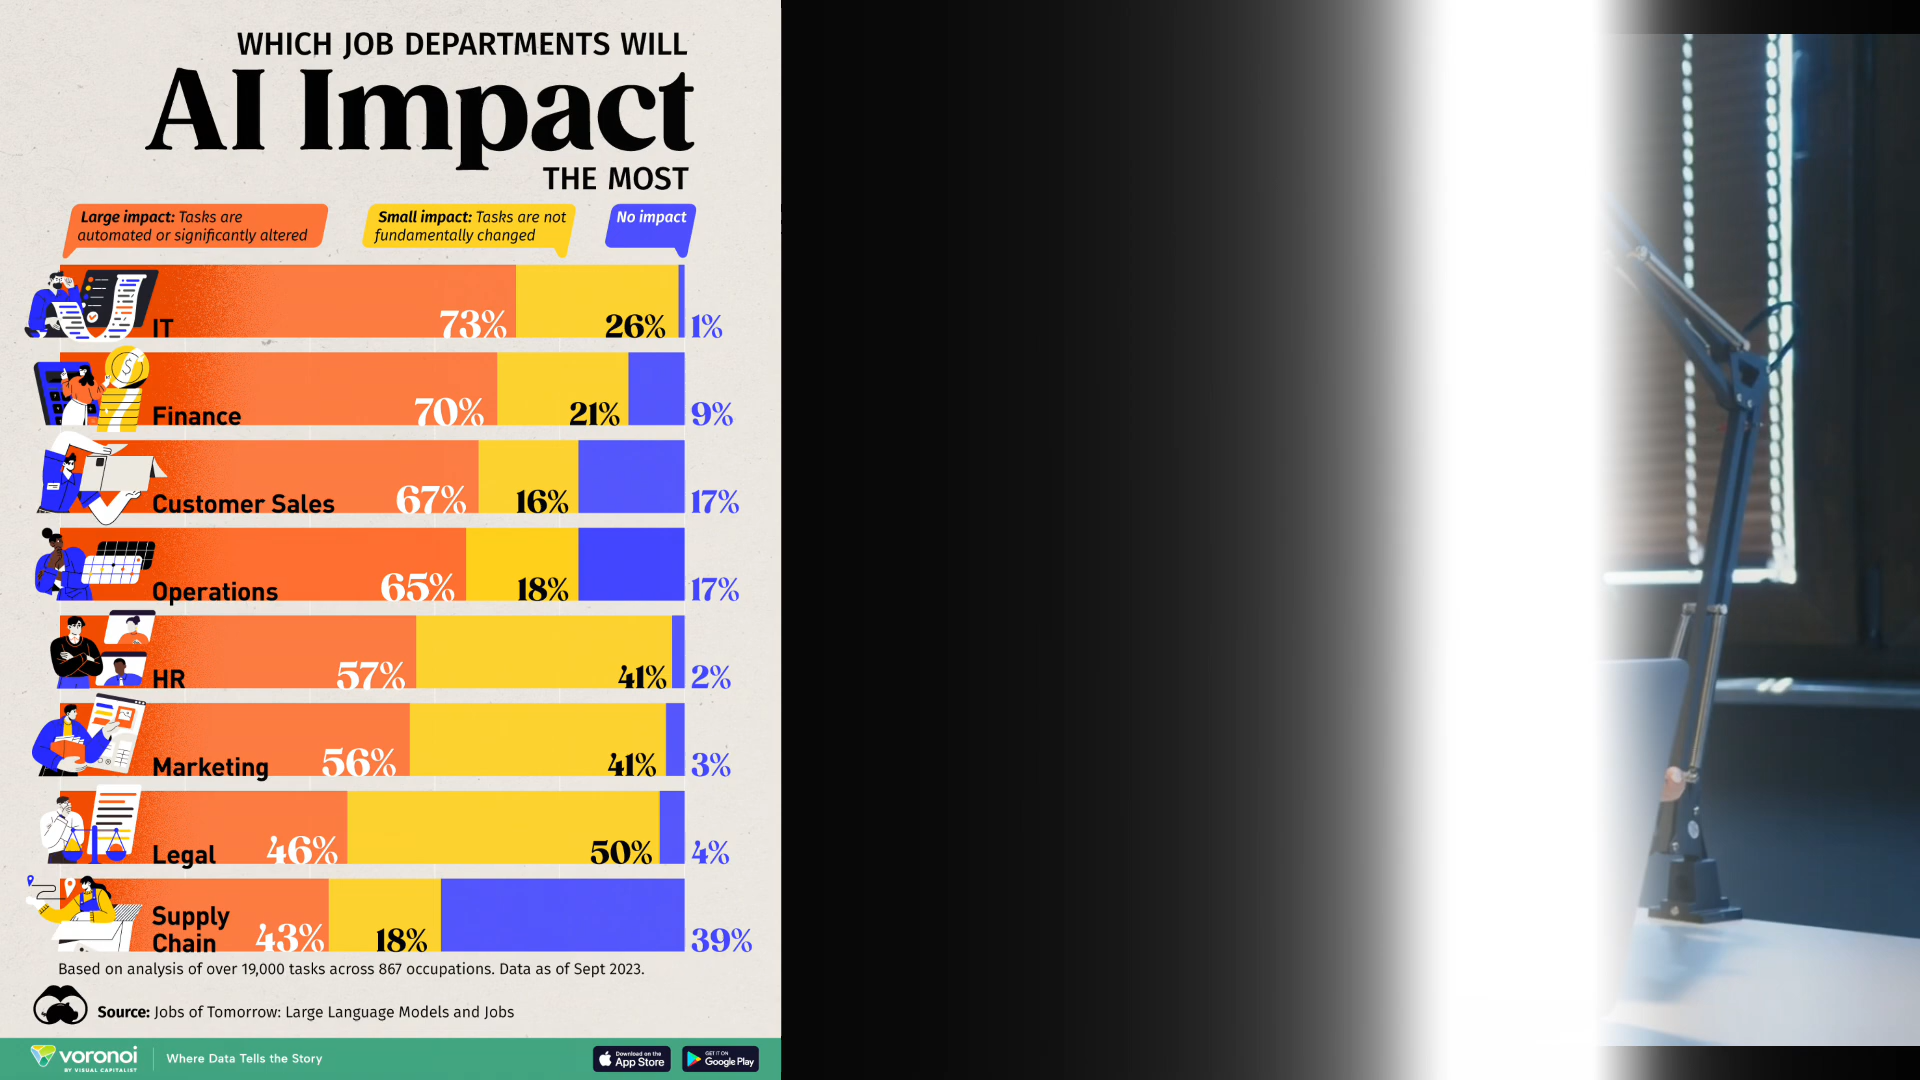 WHICH JOB DEPARTMENTS WILL
AI Impact
THE MOST
Large impact: Tasks are
automated or significantly altered
Small impact: Tasks are not
fundamentally changed
No impact
IT 73% 26% 1%
Finance 70% 21% 9%
Customer Sales 67% 16% 17%
Operations 65% 18% 17%
HR 57% 41% 2%
Marketing 56% 41% 3%
Legal 46% 50% 4%
Supply
Chain 43% 18% 39%
Based on analysis of over 19,000 tasks across 867 occupations. Data as of Sept 2023.
Source: Jobs of Tomorrow: Large Language Models and Jobs
voronoi
BY VISUAL CAPITALIST
Where Data Tells the Story
Download on the
App Store
GET IT ON
Google Play